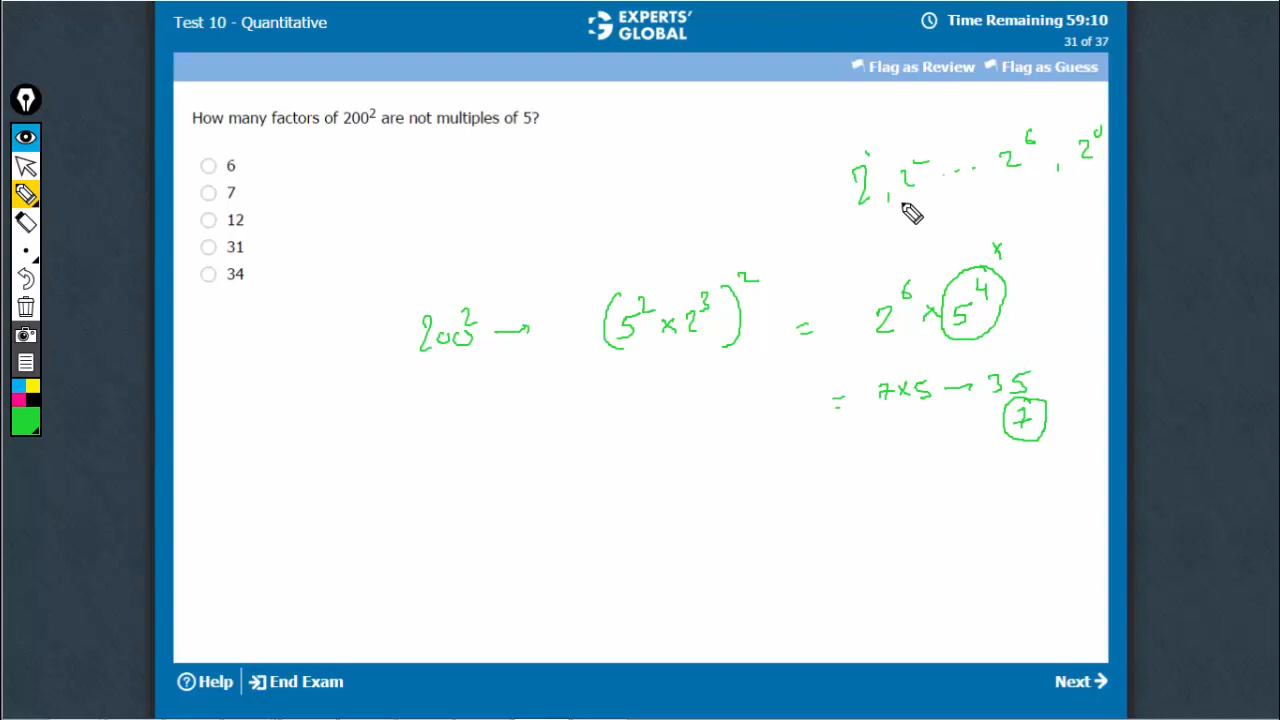 Test 10 - Quantitative
EXPERTS'
GLOBAL
Time Remaining 59:10
31 of 37
Flag as Review
Flag as Guess
How many factors of 200² are not multiples of 5?
6
7
12
31
34
2¹, 2² ... 2⁶, 2⁰
200² → (5² × 2³)² = 2⁶ × 5⁴ ×
= 7×5 → 35
7
Help
End Exam
Next